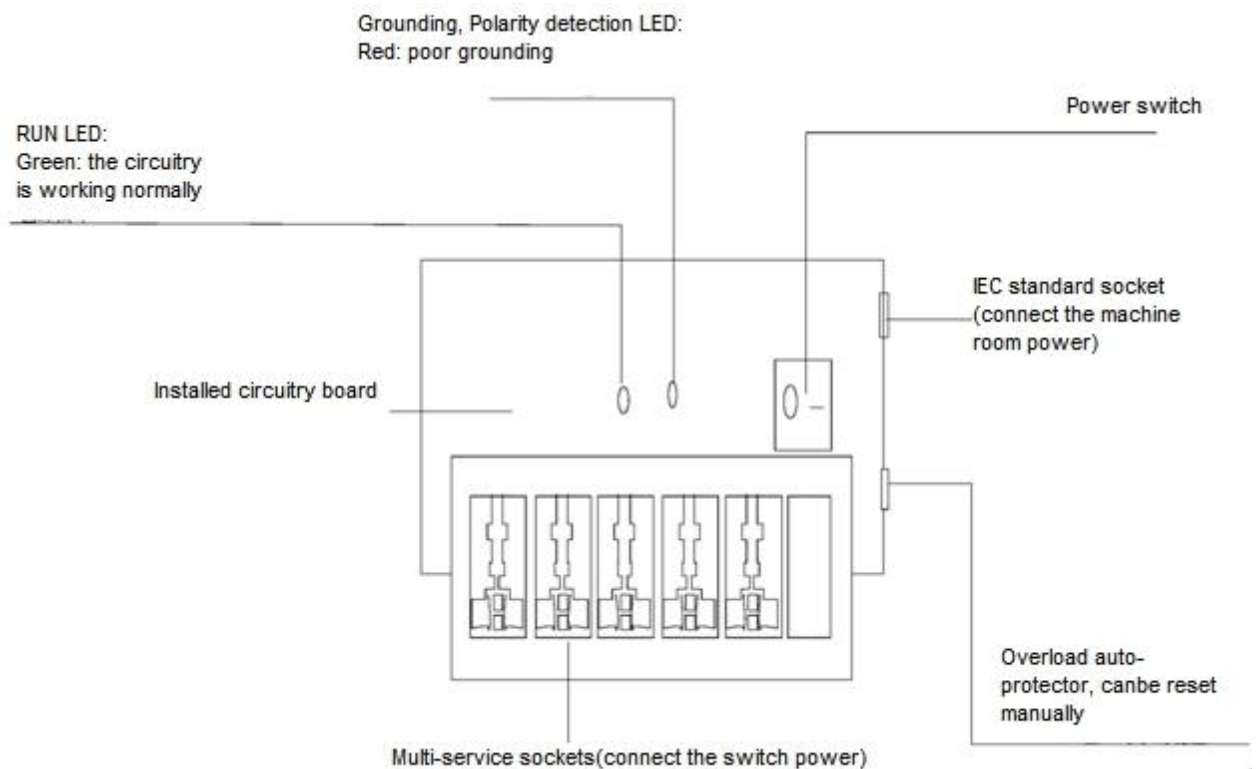 Grounding, Polarity detection LED:
Red: poor grounding
Power switch
RUN LED:
Green: the circuitry
is working normally
IEC standard socket
(connect the machine
room power)
Installed circuitry board
Overload auto-
protector, canbe reset
manually
Multi-service sockets(connect the switch power)